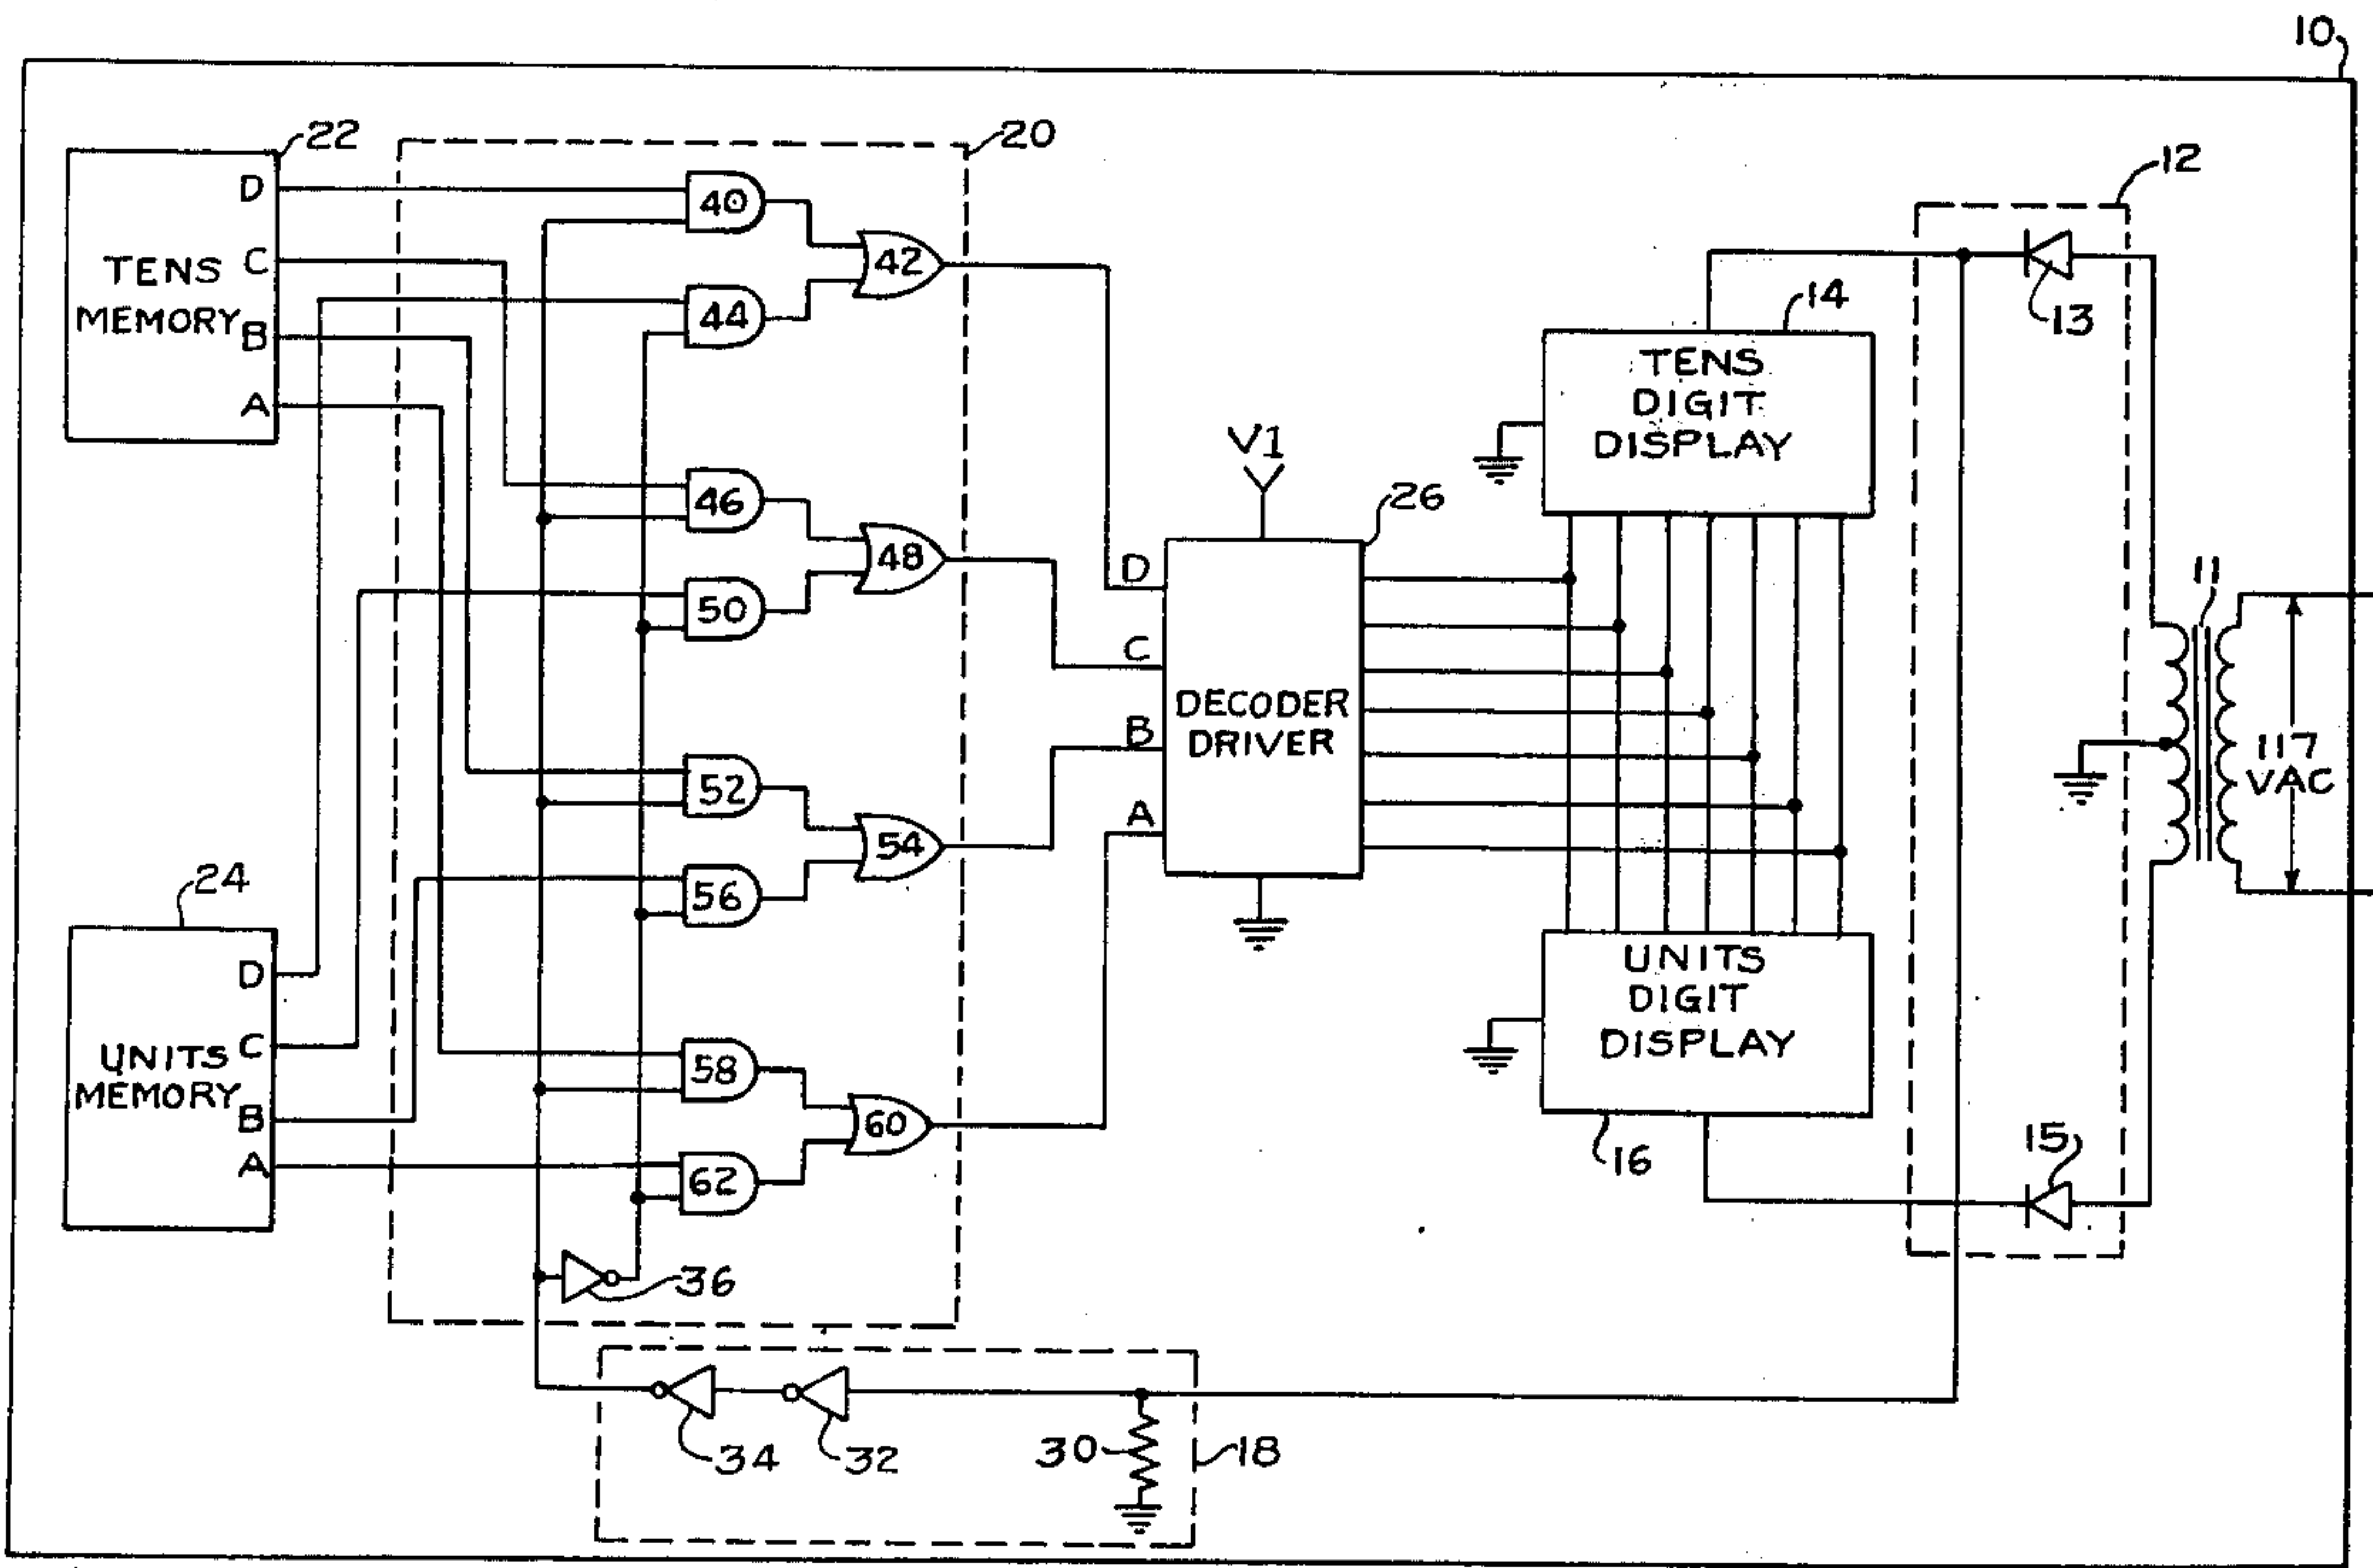 10
22
20
12
D
C
B
A
TENS
MEMORY
40
42
44
13
14
TENS
DIGIT
DISPLAY
V1
26
46
48
50
11
D
C
B
A
DECODER
DRIVER
117
VAC
52
54
56
24
D
C
B
A
UNITS
MEMORY
58
60
62
UNITS
DIGIT
DISPLAY
16
15
36
34
32
30
18